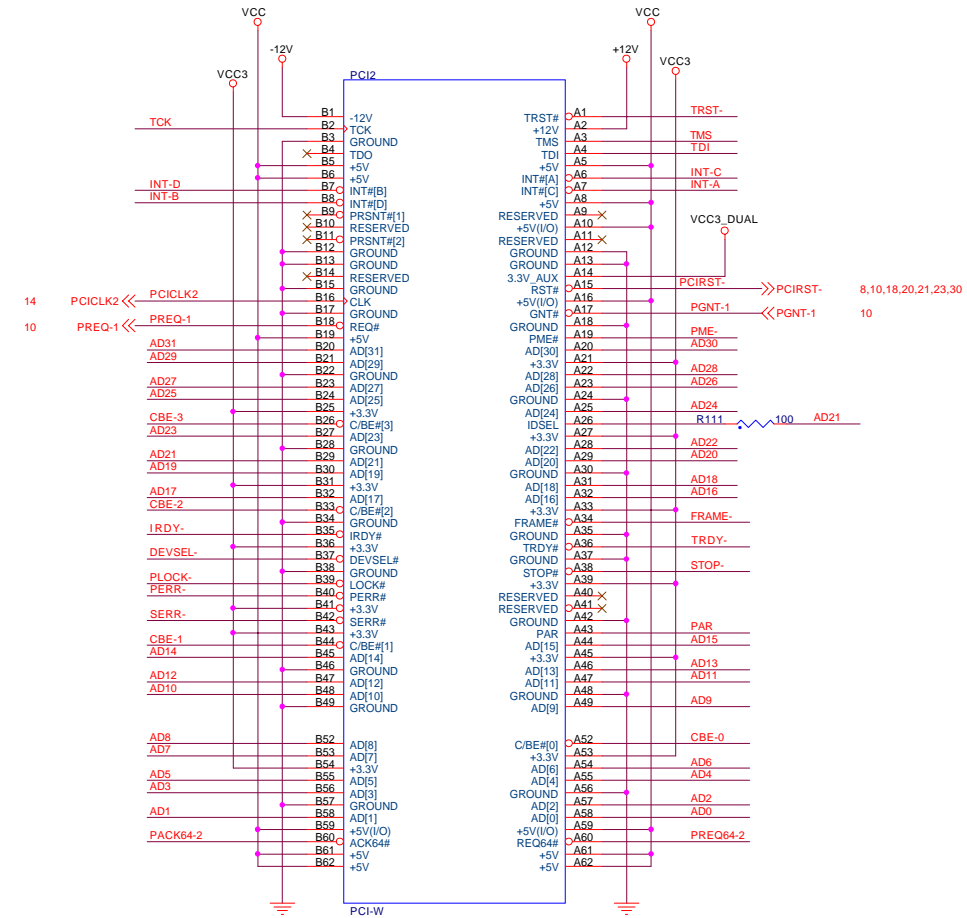 VCC VCC
-12V +12V
VCC3 VCC3
PCI2
B1 -12V TRST# A1 TRST-
TCK B2 TCK +12V A2
B3 GROUND TMS A3 TMS
B4 TDO TDI A4 TDI
B5 +5V +5V A5
B6 +5V INT#[A] A6 INT-C
INT-D B7 INT#[B] INT#[C] A7 INT-A
INT-B B8 INT#[D] +5V A8
B9 PRSNT#[1] RESERVED A9
B10 RESERVED +5V(I/O) A10 VCC3_DUAL
B11 PRSNT#[2] RESERVED A11
B12 GROUND GROUND A12
B13 GROUND GROUND A13
B14 RESERVED 3.3V_AUX A14
B15 GROUND RST# A15 PCIRST- PCIRST- 8,10,18,20,21,23,30
14 PCICLK2 PCICLK2 B16 CLK +5V(I/O) A16
B17 GROUND GNT# A17 PGNT-1 PGNT-1 10
10 PREQ-1 PREQ-1 B18 REQ# GROUND A18
B19 +5V PME# A19 PME-
AD31 B20 AD[31] AD[30] A20 AD30
AD29 B21 AD[29] +3.3V A21
B22 GROUND AD[28] A22 AD28
AD27 B23 AD[27] AD[26] A23 AD26
AD25 B24 AD[25] GROUND A24
B25 +3.3V AD[24] A25 AD24
CBE-3 B26 C/BE#[3] IDSEL A26 R111 100 AD21
AD23 B27 AD[23] +3.3V A27
B28 GROUND AD[22] A28 AD22
AD21 B29 AD[21] AD[20] A29 AD20
AD19 B30 AD[19] GROUND A30
B31 +3.3V AD[18] A31 AD18
AD17 B32 AD[17] AD[16] A32 AD16
CBE-2 B33 C/BE#[2] +3.3V A33
B34 GROUND FRAME# A34 FRAME-
IRDY- B35 IRDY# GROUND A35
B36 +3.3V TRDY# A36 TRDY-
DEVSEL- B37 DEVSEL# GROUND A37
B38 GROUND STOP# A38 STOP-
PLOCK- B39 LOCK# +3.3V A39
PERR- B40 PERR# RESERVED A40
B41 +3.3V RESERVED A41
SERR- B42 SERR# GROUND A42
B43 +3.3V PAR A43 PAR
CBE-1 B44 C/BE#[1] AD[15] A44 AD15
AD14 B45 AD[14] +3.3V A45
B46 GROUND AD[13] A46 AD13
AD12 B47 AD[12] AD[11] A47 AD11
AD10 B48 AD[10] GROUND A48
B49 GROUND AD[9] A49 AD9
AD8 B52 AD[8] C/BE#[0] A52 CBE-0
AD7 B53 AD[7] +3.3V A53
B54 +3.3V AD[6] A54 AD6
AD5 B55 AD[5] AD[4] A55 AD4
AD3 B56 AD[3] GROUND A56
B57 GROUND AD[2] A57 AD2
AD1 B58 AD[1] AD[0] A58 AD0
B59 +5V(I/O) +5V(I/O) A59
PACK64-2 B60 ACK64# REQ64# A60 PREQ64-2
B61 +5V +5V A61
B62 +5V +5V A62
PCI-W